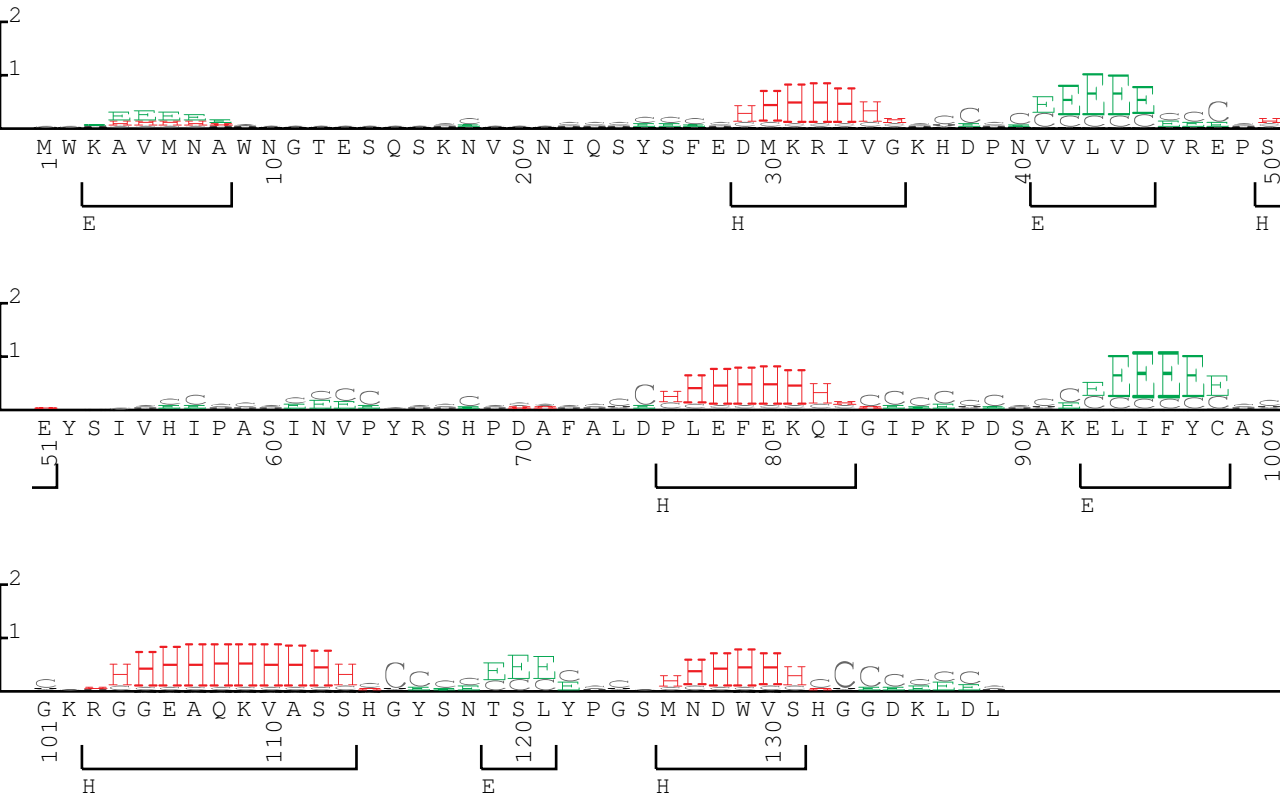 2
1
M W K A V M N A W N G T E S Q S K N V S N I Q S Y S F E D M K R I V G K H D P N V V L V D V R E P S
1 10 20 30 40 50
E H E H
2
1
E Y S I V H I P A S I N V P Y R S H P D A F A L D P L E F E K Q I G I P K P D S A K E L I F Y C A S
51 60 70 80 90 100
H E
2
1
G K R G G E A Q K V A S S H G Y S N T S L Y P G S M N D W V S H G G D K L D L
101 110 120 130
H E H